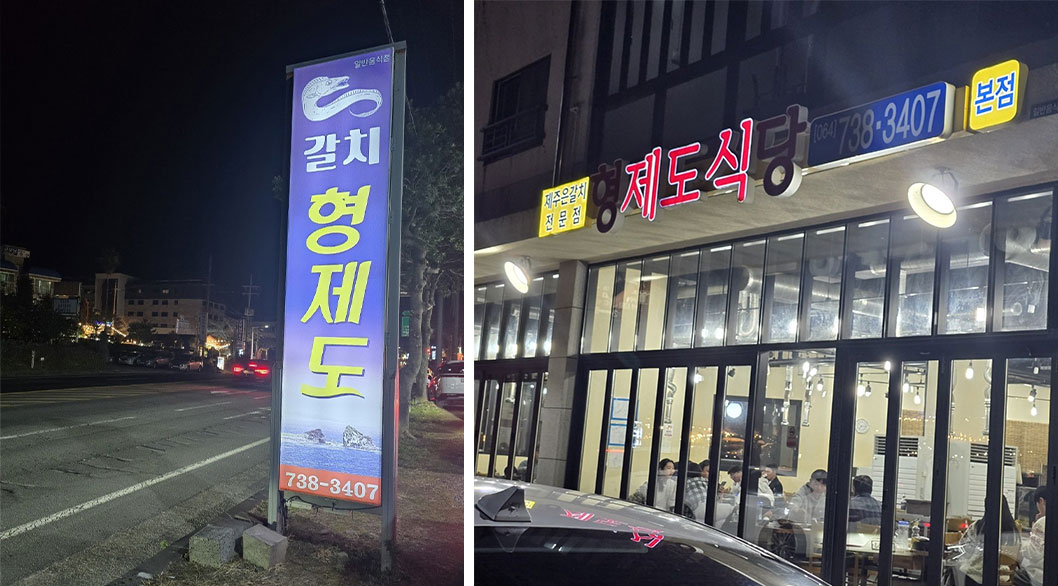 일반음식점
갈치
형제도
738-3407
제주은갈치
전문점
형제도식당
(064) 738-3407
본점